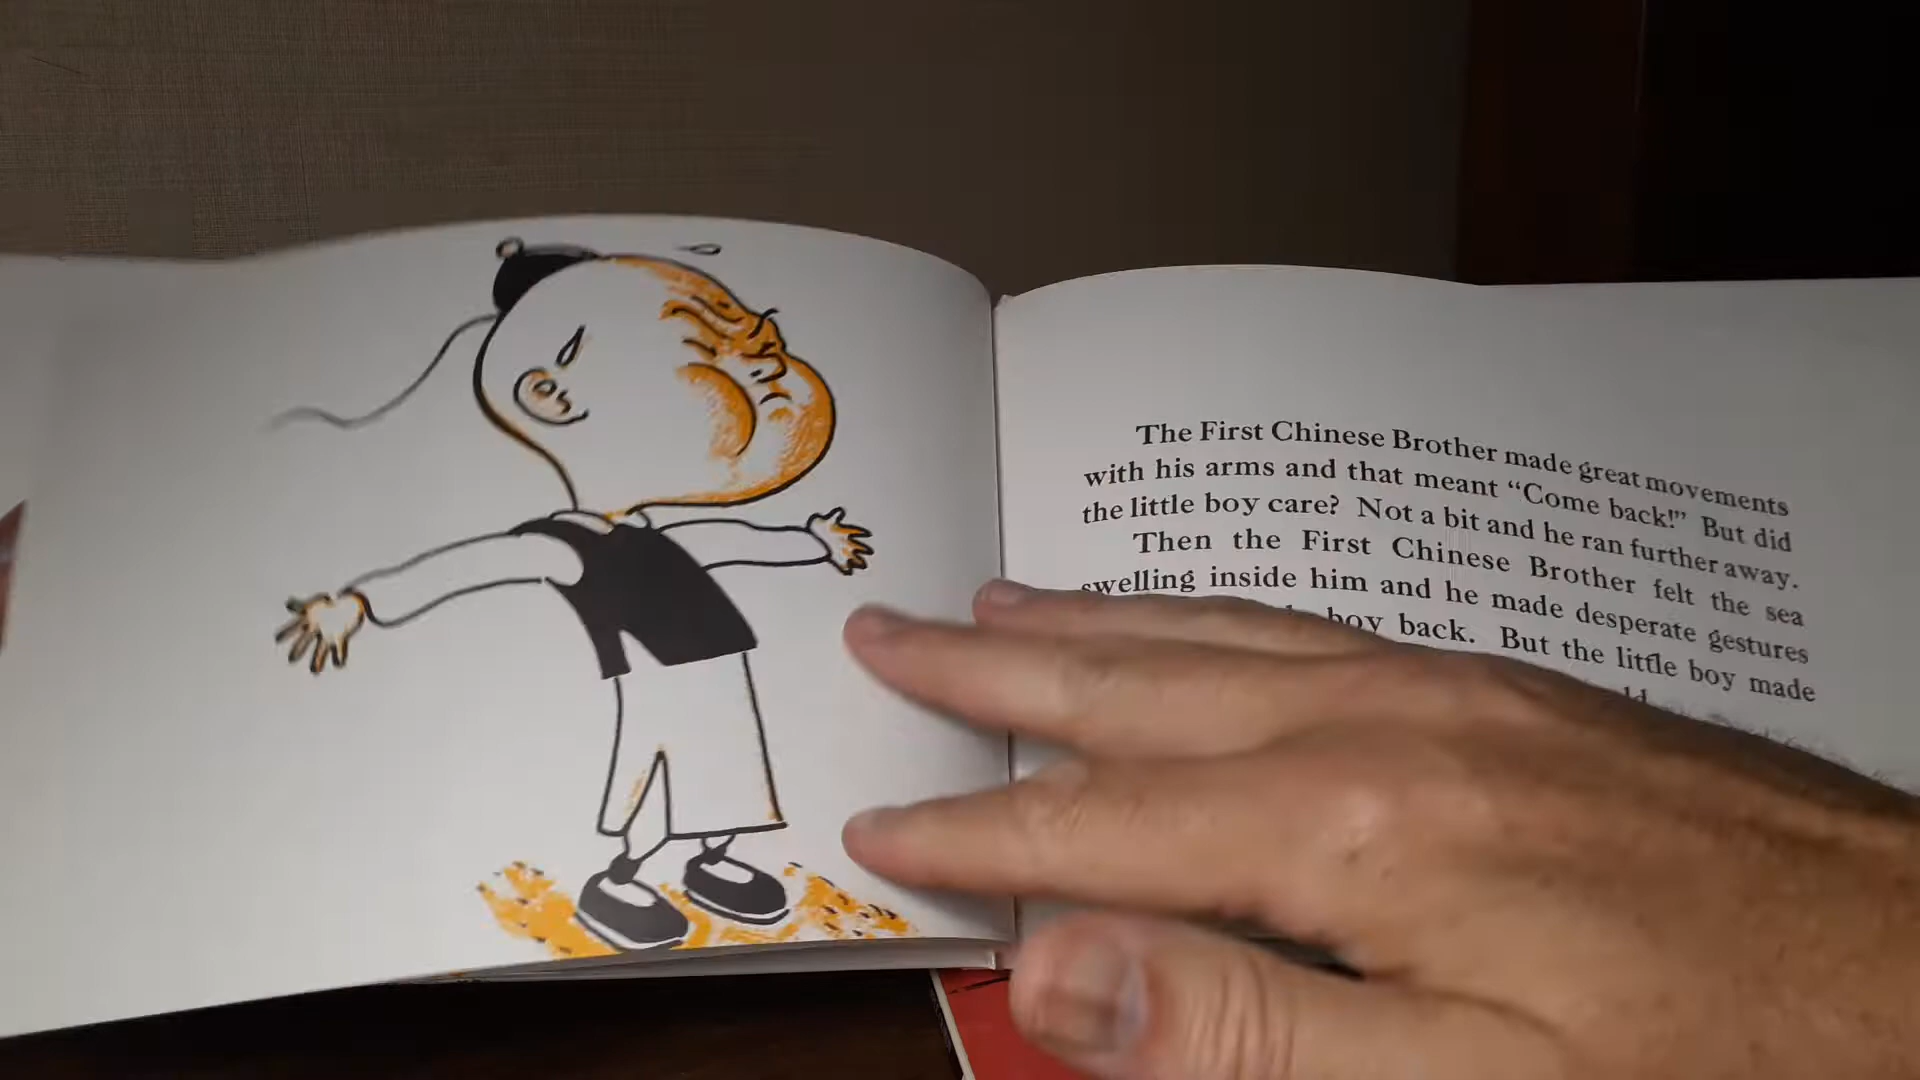 The First Chinese Brother made great movements
with his arms and that meant “Come back!” But did
the little boy care? Not a bit and he ran further away.
Then the First Chinese Brother felt the sea
swelling inside him and he made desperate gestures
boy back. But the little boy made